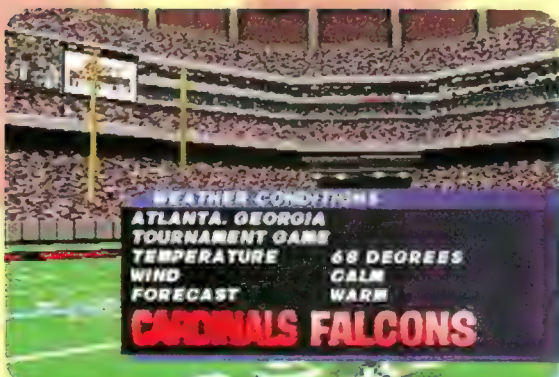 WEATHER CONDITIONS
ATLANTA, GEORGIA
TOURNAMENT GAME
TEMPERATURE 68 DEGREES
WIND CALM
FORECAST WARM
CARDINALS FALCONS